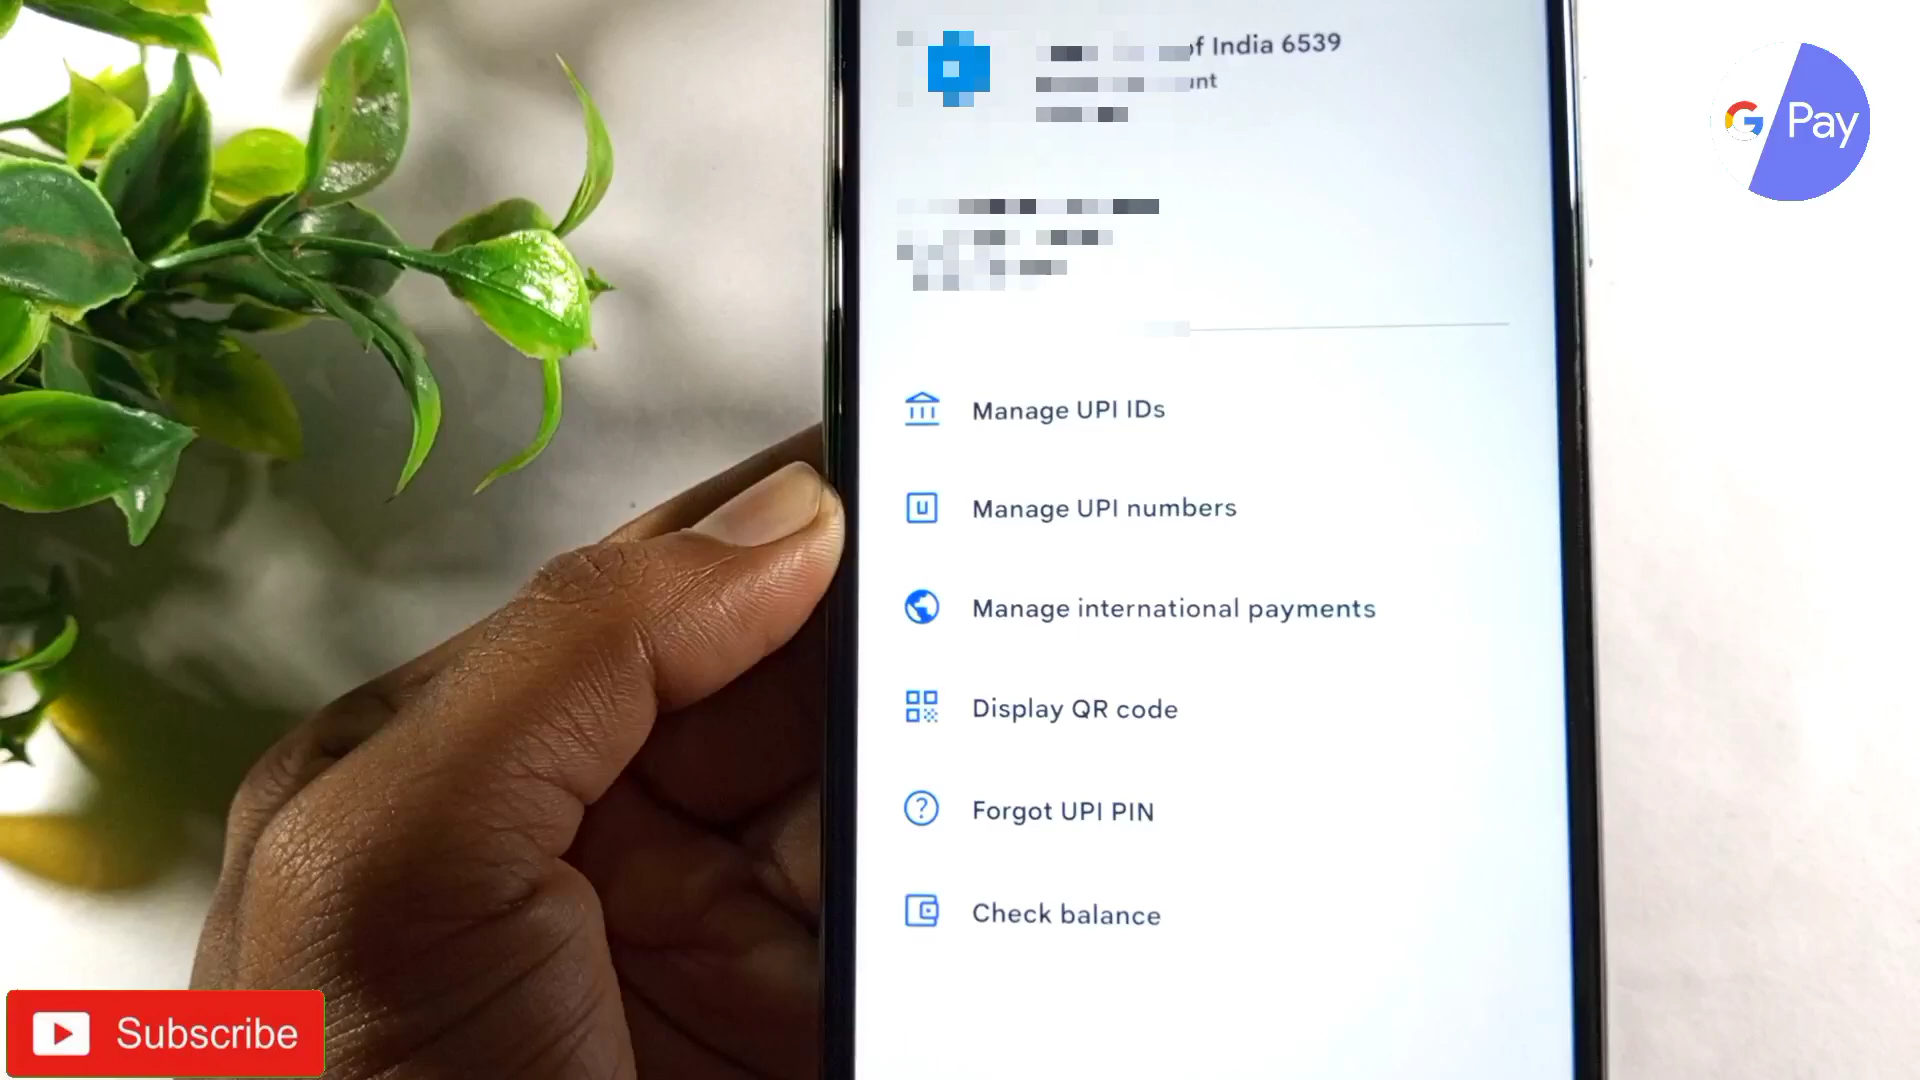 of India 6539
G Pay
Manage UPI IDs
Manage UPI numbers
Manage international payments
Display QR code
Forgot UPI PIN
Check balance
Subscribe